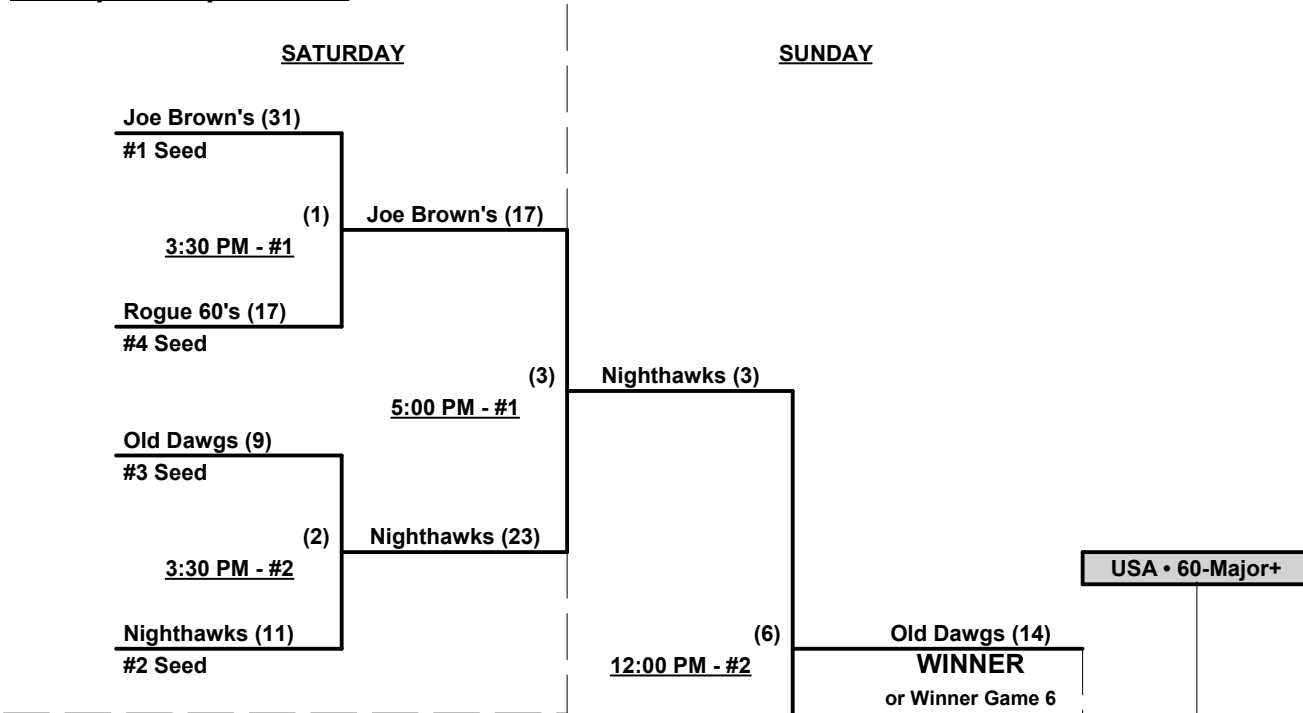 SATURDAY
SUNDAY
Joe Brown's (31)
#1 Seed
(1)
Joe Brown's (17)
3:30 PM - #1
Rogue 60's (17)
#4 Seed
(3)
Nighthawks (3)
5:00 PM - #1
Old Dawgs (9)
#3 Seed
(2)
Nighthawks (23)
3:30 PM - #2
USA • 60-Major+
Nighthawks (11)
#2 Seed
(6)
Old Dawgs (14)
12:00 PM - #2
WINNER
or Winner Game 6